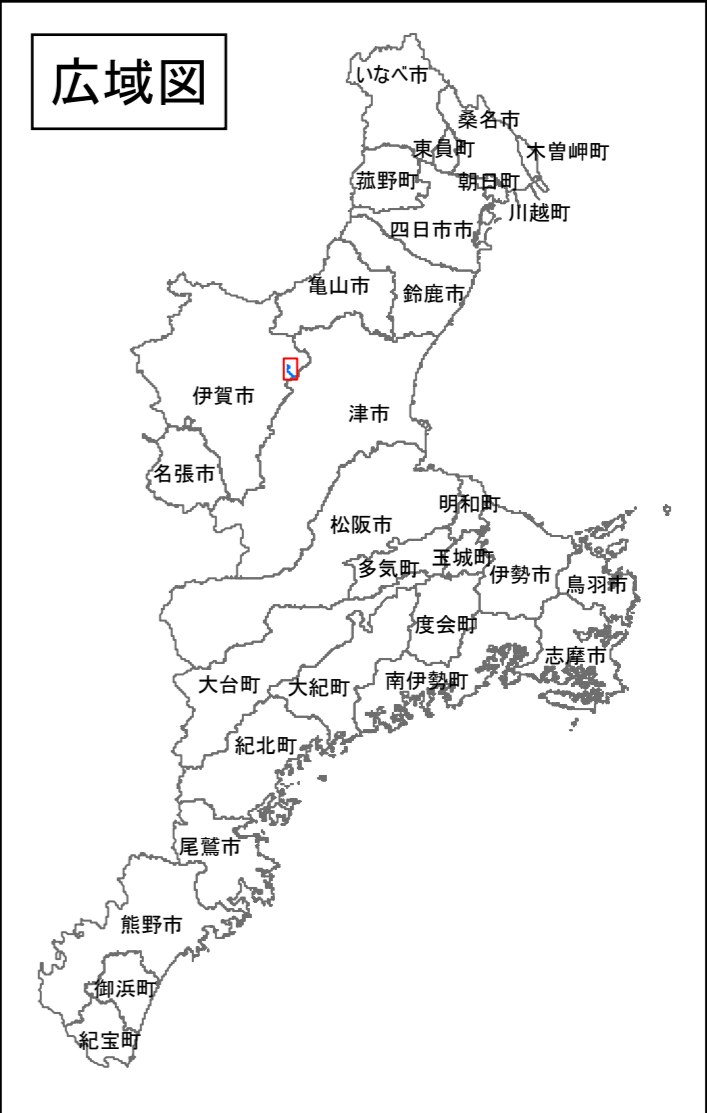 広域図
いなべ市
桑名市
東員町
木曽岬町
菰野町
朝日町
川越町
四日市市
亀山市
鈴鹿市
伊賀市
津市
名張市
明和町
松阪市
玉城町
多気町
伊勢市
鳥羽市
度会町
志摩市
大台町
大紀町
南伊勢町
紀北町
尾鷲市
熊野市
御浜町
紀宝町